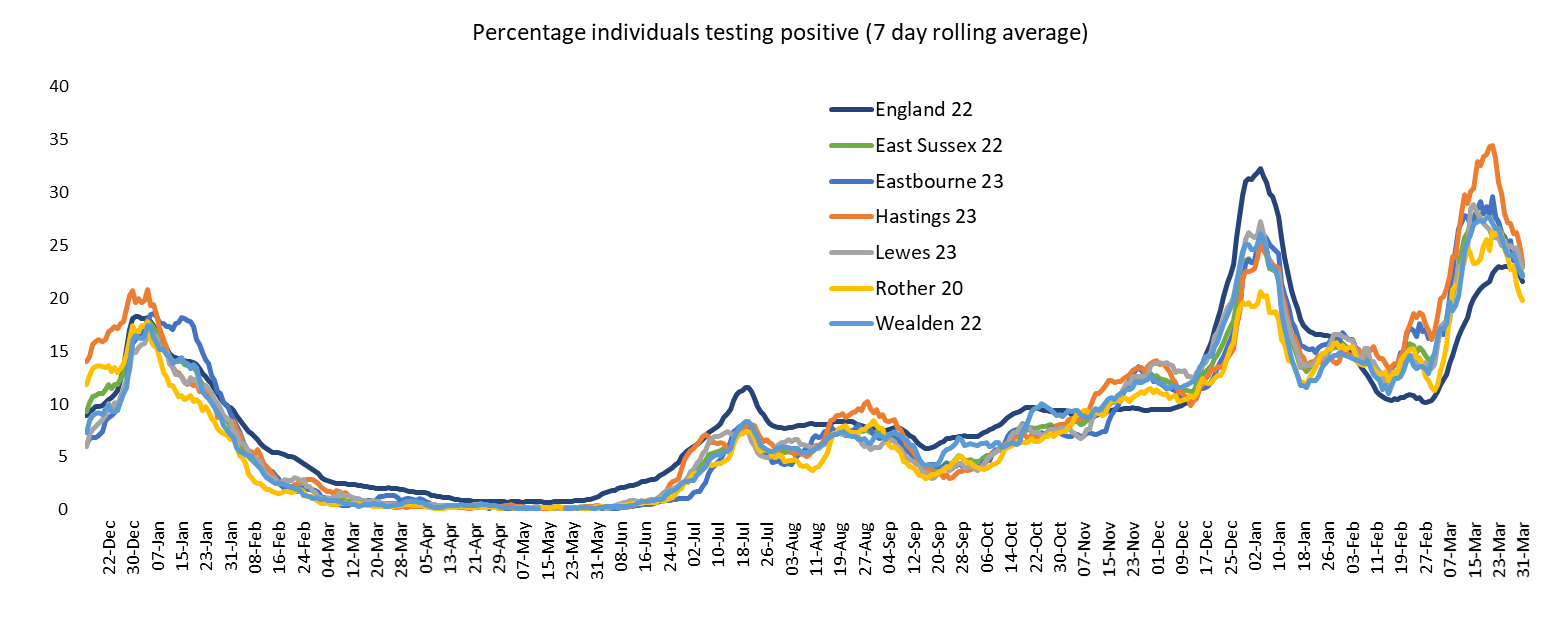 Percentage individuals testing positive (7 day rolling average)
40
35
30
25
20
15
10
5
0
England 22
East Sussex 22
Eastbourne 23
Hastings 23
Lewes 23
Rother 20
Wealden 22
22-Dec
30-Dec
07-Jan
15-Jan
23-Jan
31-Jan
08-Feb
16-Feb
24-Feb
04-Mar
12-Mar
20-Mar
28-Mar
05-Apr
13-Apr
21-Apr
29-Apr
07-May
15-May
23-May
31-May
08-Jun
16-Jun
24-Jun
02-Jul
10-Jul
18-Jul
26-Jul
03-Aug
11-Aug
19-Aug
27-Aug
04-Sep
12-Sep
20-Sep
28-Sep
06-Oct
14-Oct
22-Oct
30-Oct
07-Nov
15-Nov
23-Nov
01-Dec
09-Dec
17-Dec
25-Dec
02-Jan
10-Jan
18-Jan
26-Jan
03-Feb
11-Feb
19-Feb
27-Feb
07-Mar
15-Mar
23-Mar
31-Mar